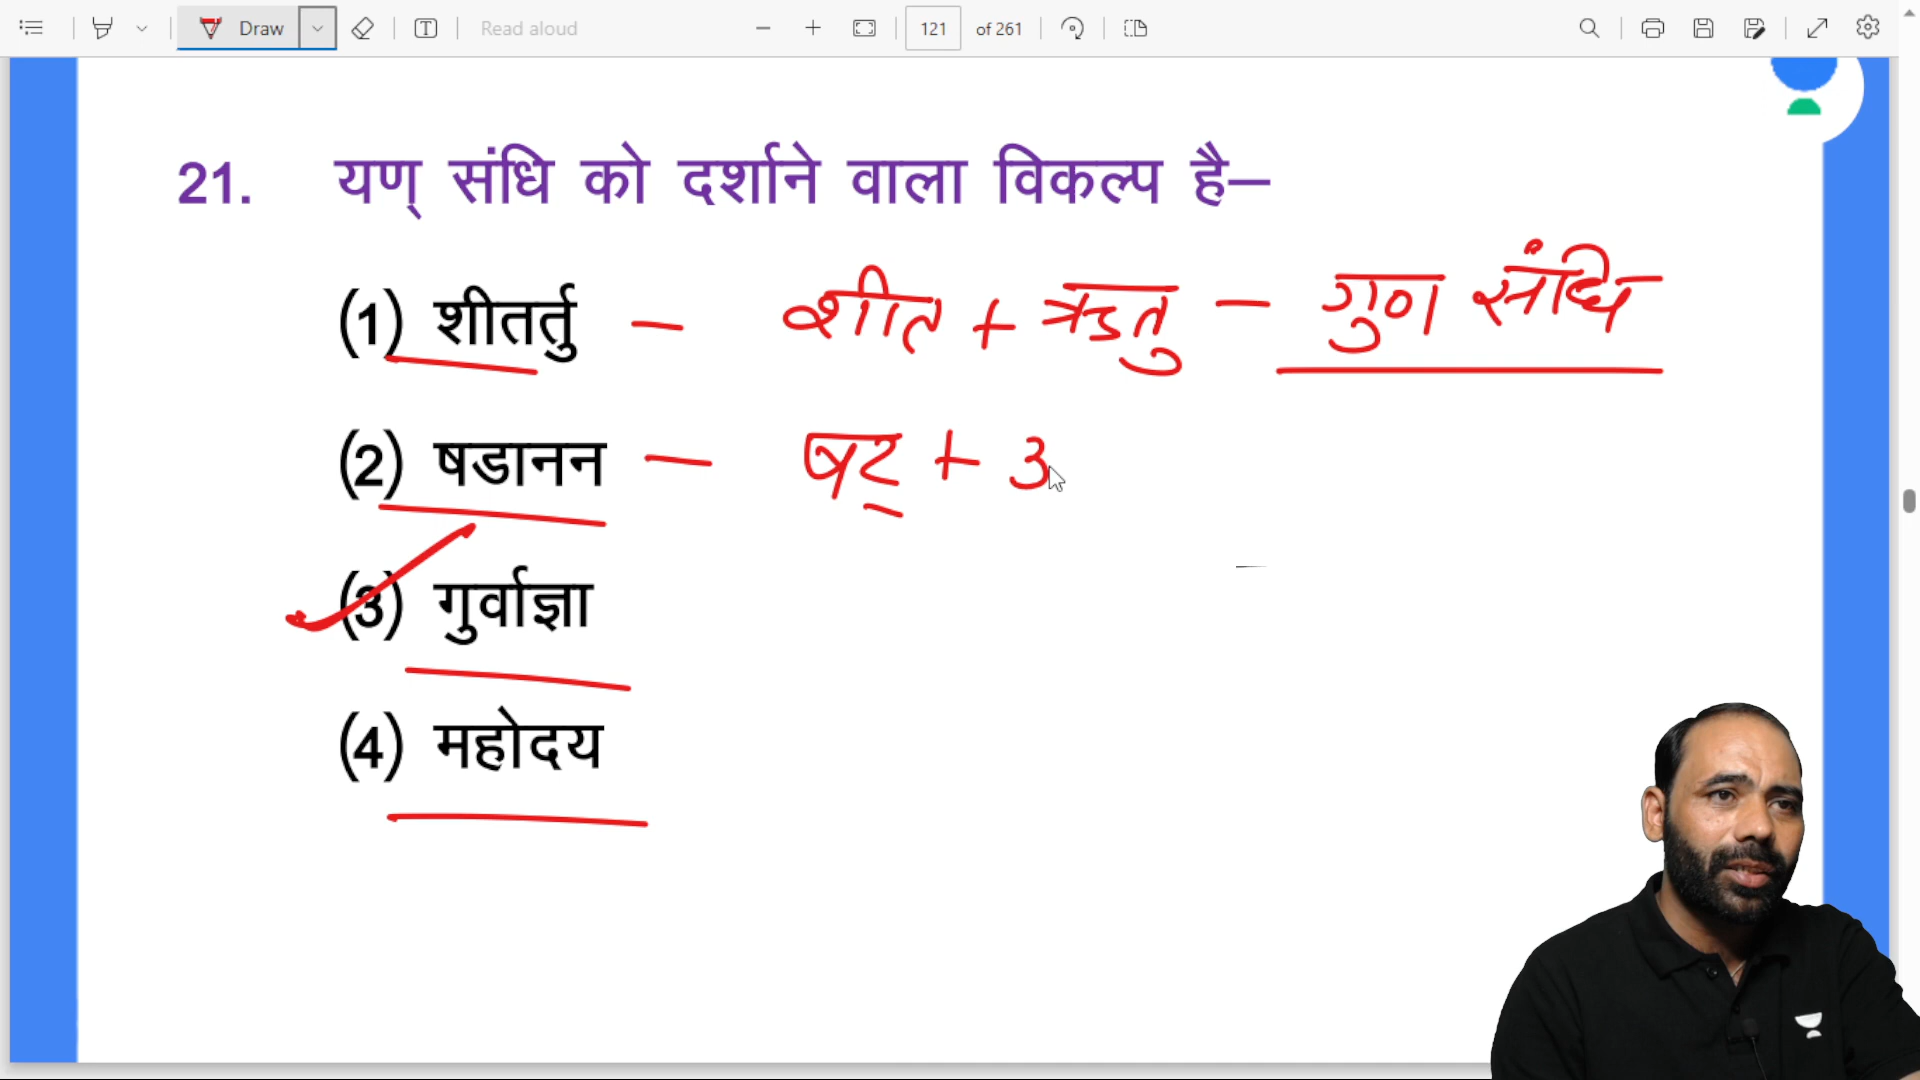 Draw Read aloud 121 of 261
21. यण् संधि को दर्शाने वाला विकल्प है—
(1) शीतर्तु — शीत + ऋतु — गुण संधि
(2) षडानन — षट् + 3
(3) गुर्वाज्ञा
(4) महोदय